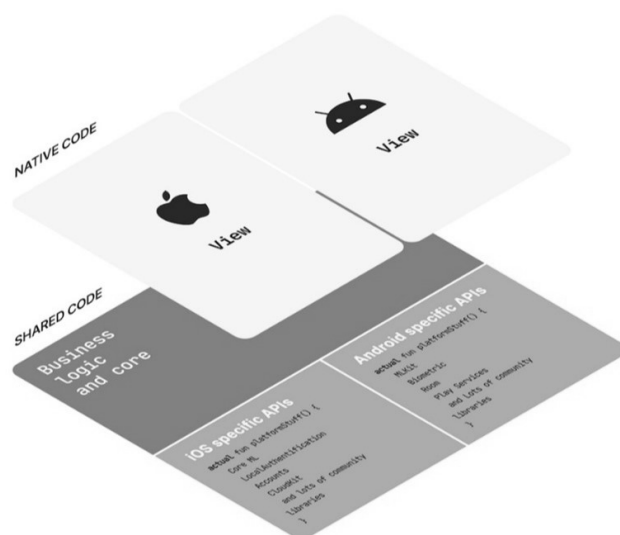 NATIVE CODE
View
View
SHARED CODE
Business
logic
and core
Android specific APIs
actual fun platformStuff() {
MLKit
Biometric
Room
Play Services
and Lots of community
libraries
}
iOS specific APIs
actual fun platformStuff() {
Core ML
LocalAuthentification
Accounts
CloudKit
and lots of community
libraries
}